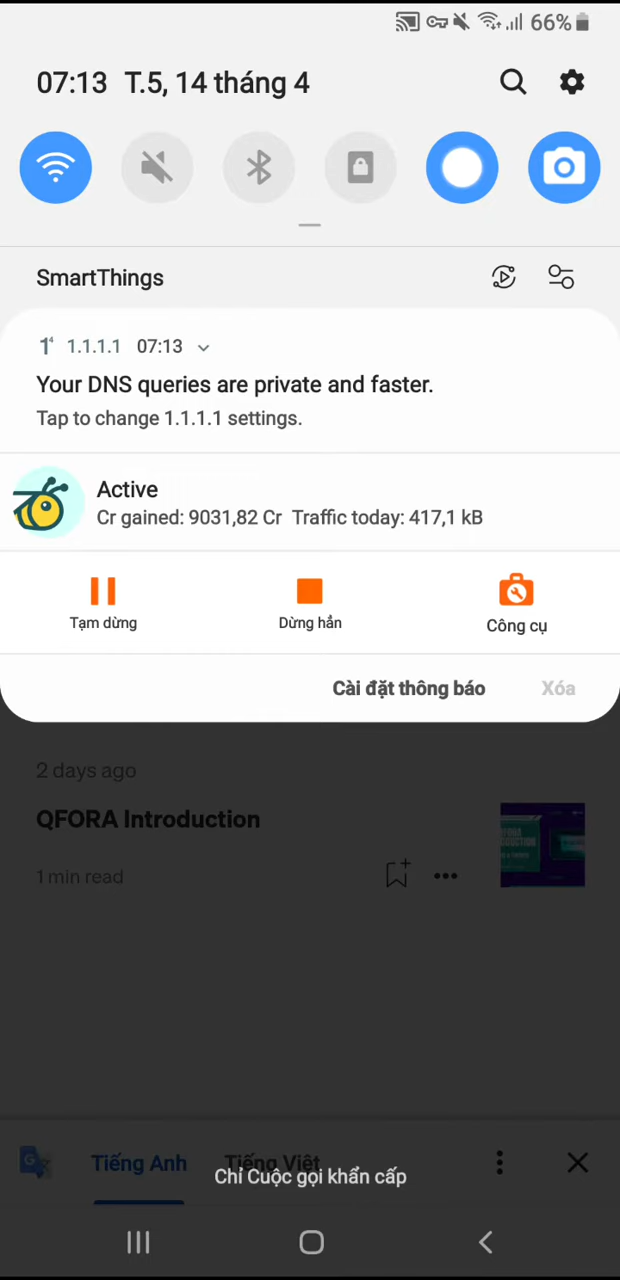 66%
07:13 T.5, 14 tháng 4
SmartThings
1.1.1.1 07:13
Your DNS queries are private and faster.
Tap to change 1.1.1.1 settings.
Active
Cr gained: 9031,82 Cr Traffic today: 417,1 kB
Tạm dừng Dừng hẳn Công cụ
Cài đặt thông báo Xóa
2 days ago
QFORA Introduction
1 min read
Tiếng Anh Tiếng Việt
Chỉ Cuộc gọi khẩn cấp